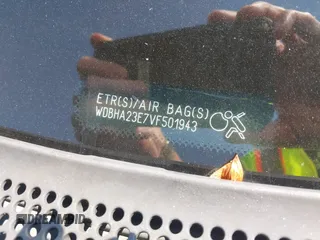 ETR(S)/AIR BAG(S)
WDBHA23E7VF501943